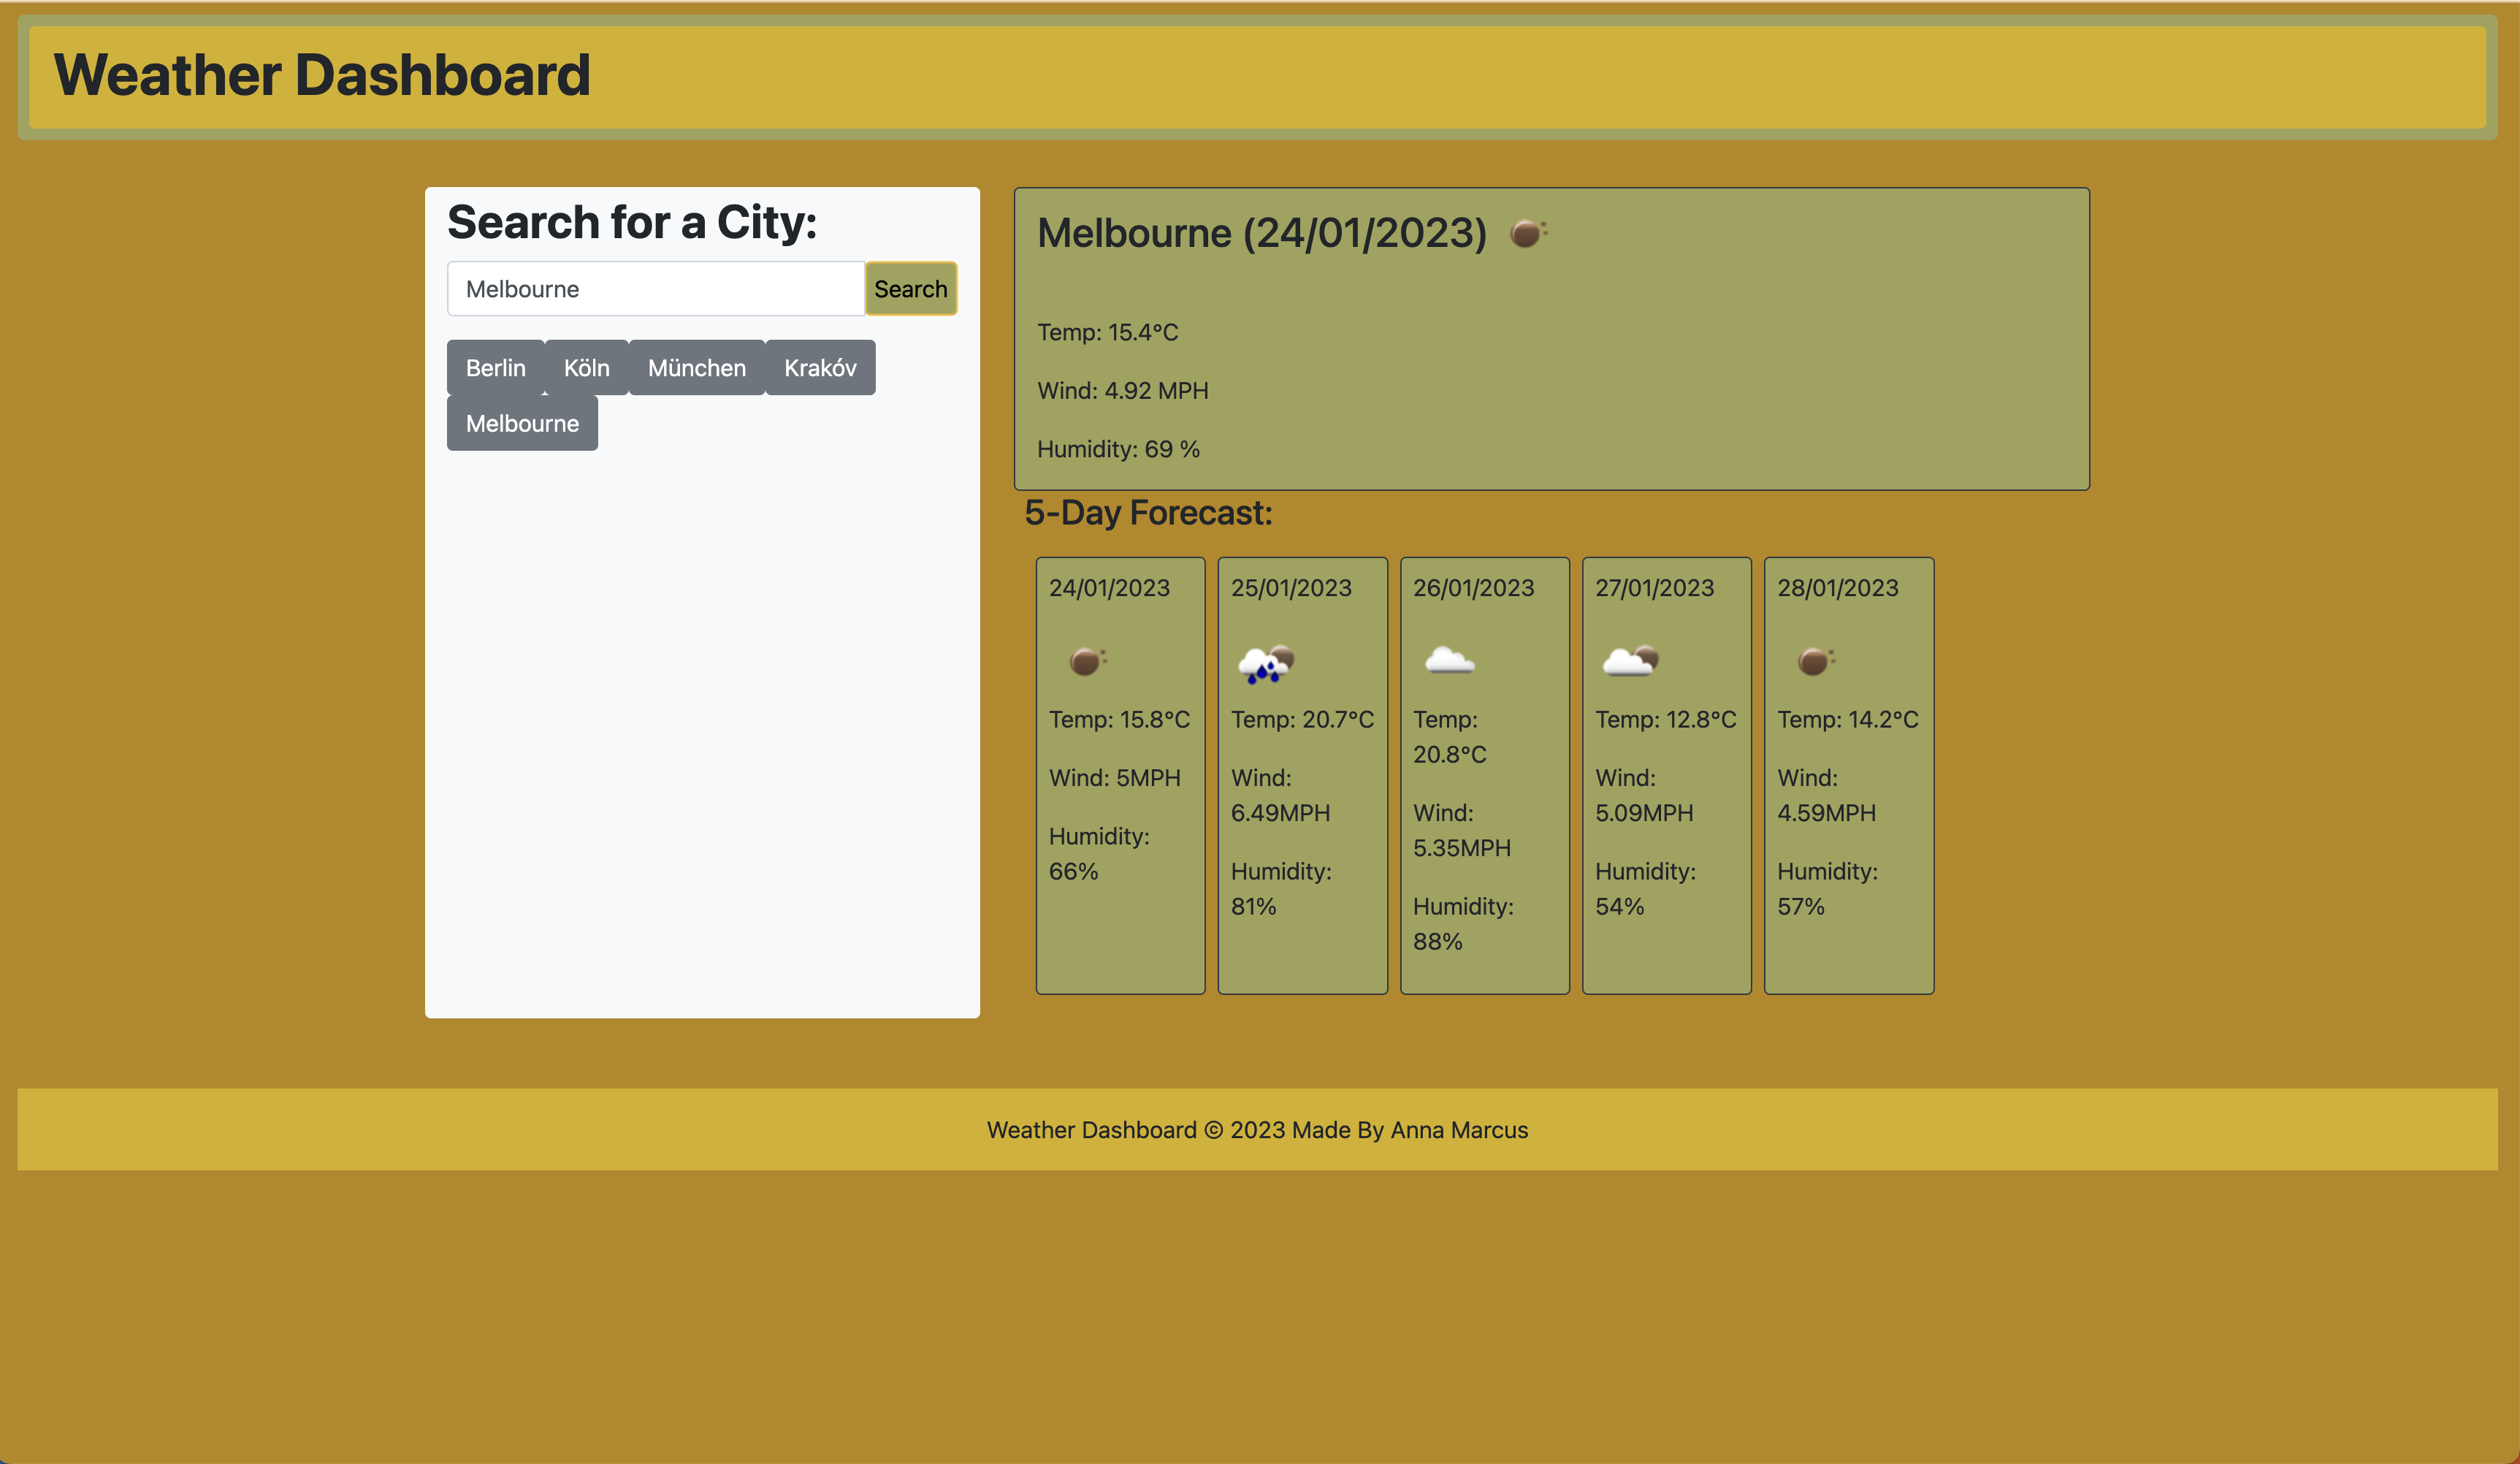 Weather Dashboard
Search for a City:
Melbourne
Search
Berlin
Köln
München
Krakóv
Melbourne
Melbourne (24/01/2023)
Temp: 15.4°C
Wind: 4.92 MPH
Humidity: 69 %
5-Day Forecast:
24/01/2023
Temp: 15.8°C
Wind: 5MPH
Humidity:
66%
25/01/2023
Temp: 20.7°C
Wind:
6.49MPH
Humidity:
81%
26/01/2023
Temp:
20.8°C
Wind:
5.35MPH
Humidity:
88%
27/01/2023
Temp: 12.8°C
Wind:
5.09MPH
Humidity:
54%
28/01/2023
Temp: 14.2°C
Wind:
4.59MPH
Humidity:
57%
Weather Dashboard © 2023 Made By Anna Marcus